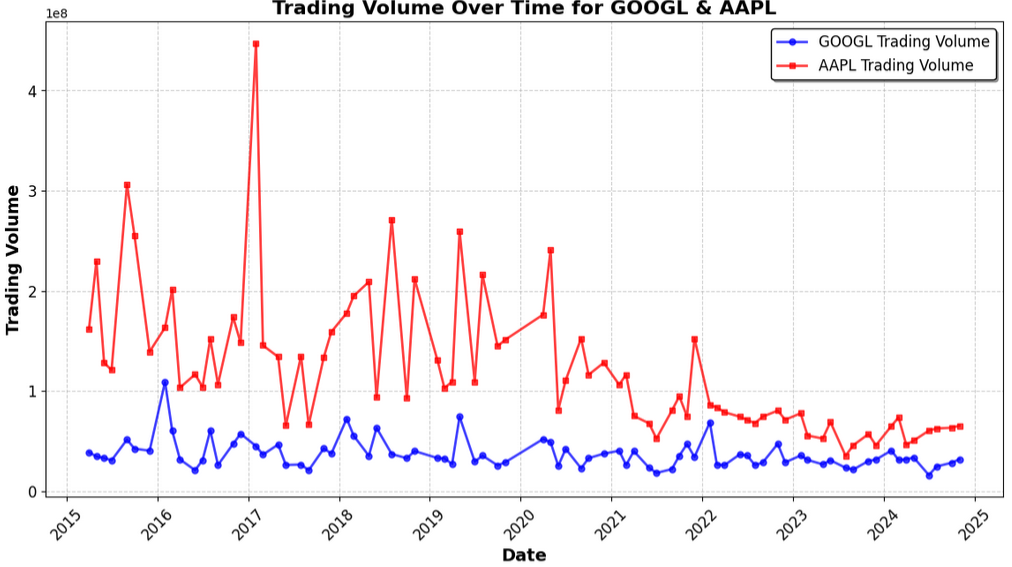 Trading Volume Over Time for GOOGL & AAPL
1e8
GOOGL Trading Volume
AAPL Trading Volume
4
3
2
1
0
Trading Volume
2015
2016
2017
2018
2019
2020
2021
2022
2023
2024
2025
Date